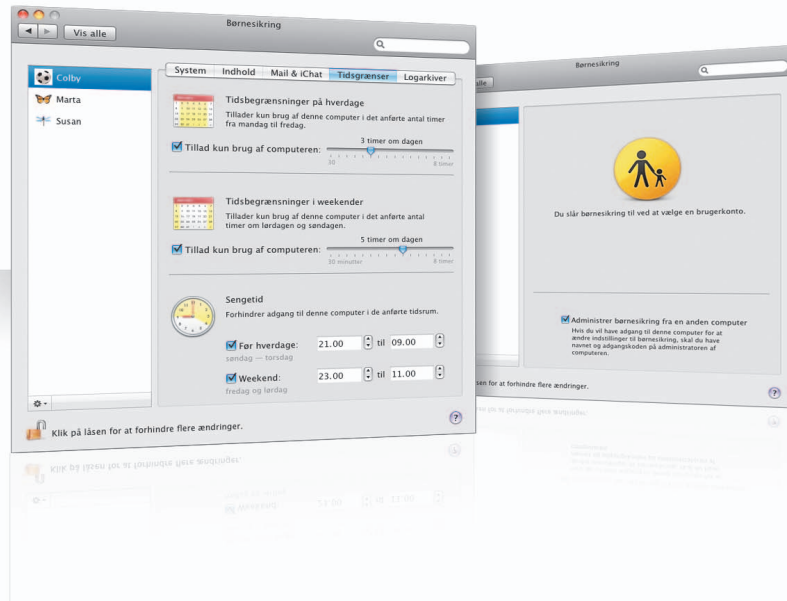 Børnesikring
Vis alle
Colby
Marta
Susan
System Indhold Mail & iChat Tidsgrænser Logarkiver
Tidsbegrænsninger på hverdage
Tillader kun brug af denne computer i det anførte antal timer
fra mandag til fredag.
Tillad kun brug af computeren:
3 timer om dagen
30 8 timer
Tidsbegrænsninger i weekender
Tillader kun brug af denne computer i det anførte antal
timer om lørdagen og søndagen.
Tillad kun brug af computeren:
5 timer om dagen
30 minutter 8 timer
Sengetid
Forhindrer adgang til denne computer i de anførte tidsrum.
Før hverdage: 21.00 til 09.00
søndag — torsdag
Weekend: 23.00 til 11.00
fredag og lørdag
Klik på låsen for at forhindre flere ændringer.
?
Børnesikring
alle
Du slår børnesikring til ved at vælge en brugerkonto.
Administrer børnesikring fra en anden computer
Hvis du vil have adgang til denne computer for at
ændre indstillinger til børnesikring, skal du have
navnet og adgangskoden på administratoren af
computeren.
sen for at forhindre flere ændringer.
?